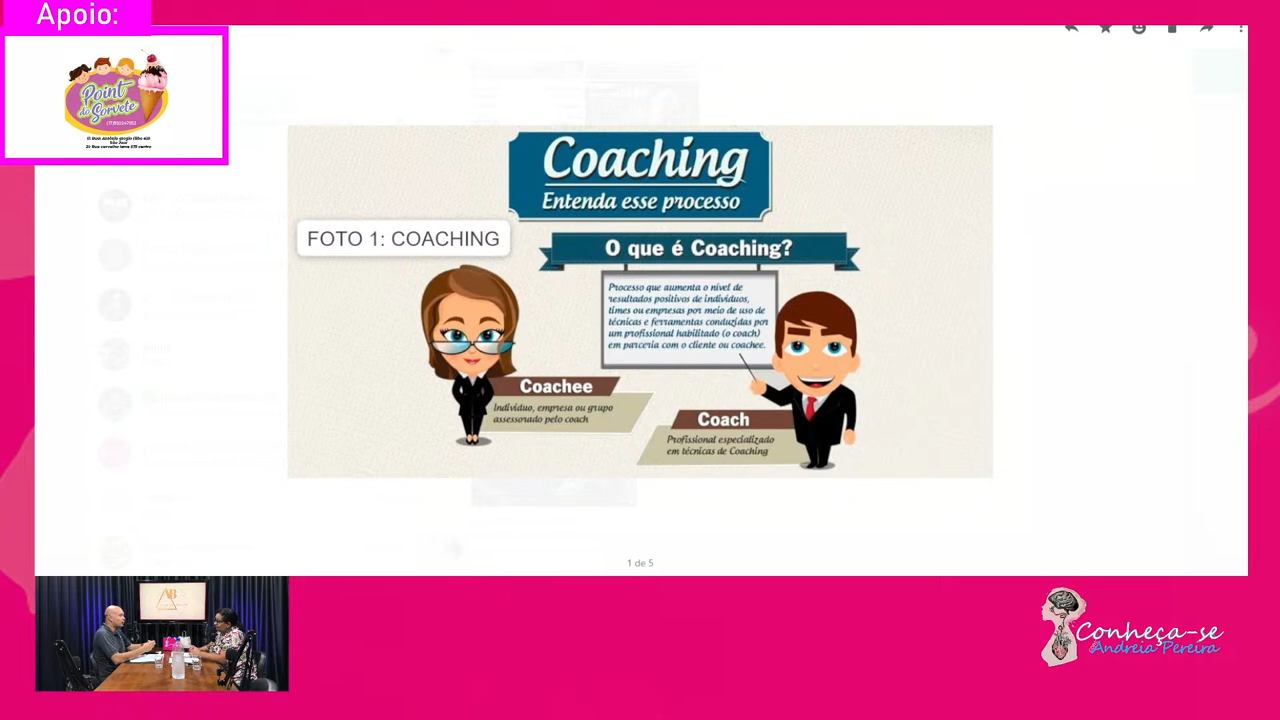 Apoio:
Point
do Sorvete
Coaching
Entenda esse processo
FOTO 1: COACHING
O que é Coaching?
Processo que aumenta o nível de
resultados positivos de indivíduos,
times ou empresas por meio de uso de
técnicas e ferramentas conduzidas por
um profissional habilitado (o coach)
em parceria com o cliente ou coachee.
Coachee
Indivíduo, empresa ou grupo
assessorado pelo coach
Coach
Profissional especializado
em técnicas de Coaching
1 de 5
AB
Conheça-se
Andreia Pereira